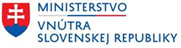 MINISTERSTVO
VNÚTRA
SLOVENSKEJ REPUBLIKY